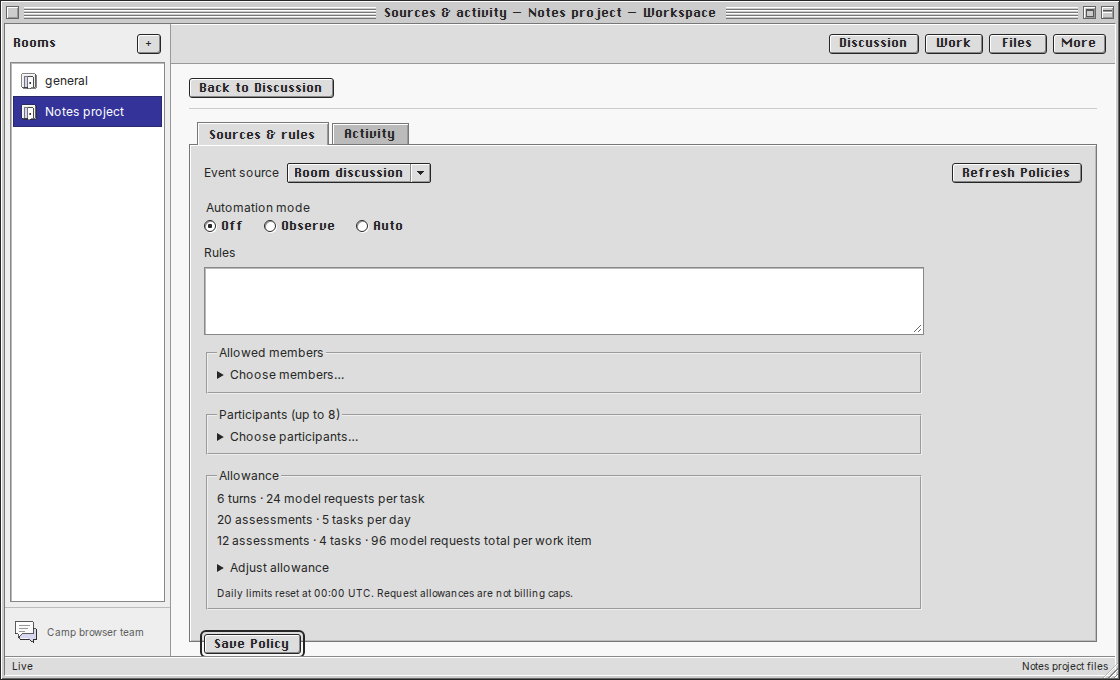 Sources & activity – Notes project – Workspace
Rooms
+
Discussion
Work
Files
More
general
Notes project
Back to Discussion
Sources & rules
Activity
Event source
Room discussion
Refresh Policies
Automation mode
Off
Observe
Auto
Rules
Allowed members
Choose members...
Participants (up to 8)
Choose participants...
Allowance
6 turns · 24 model requests per task
20 assessments · 5 tasks per day
12 assessments · 4 tasks · 96 model requests total per work item
Adjust allowance
Daily limits reset at 00:00 UTC. Request allowances are not billing caps.
Save Policy
Camp browser team
Live
Notes project files